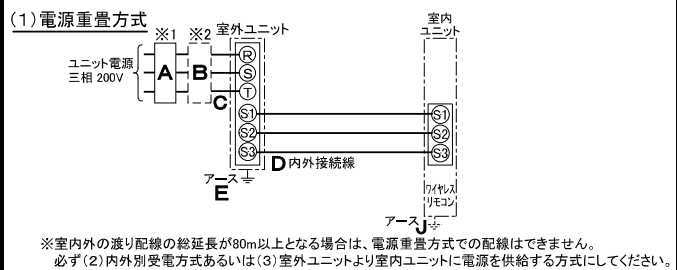 (1)電源重畳方式
※1 ※2 室外ユニット
室内
ユニット
ユニット電源
三相 200V
A
B
C
R
S
T
S1
S2
S3
S1
S2
S3
D 内外接続線
アース
E
ワイヤレス
リモコン
アース J
※室内外の渡り配線の総延長が80m以上となる場合は、電源重畳方式での配線はできません。
必ず(2)内外別受電方式あるいは(3)室外ユニットより室内ユニットに電源を供給する方式にしてください。